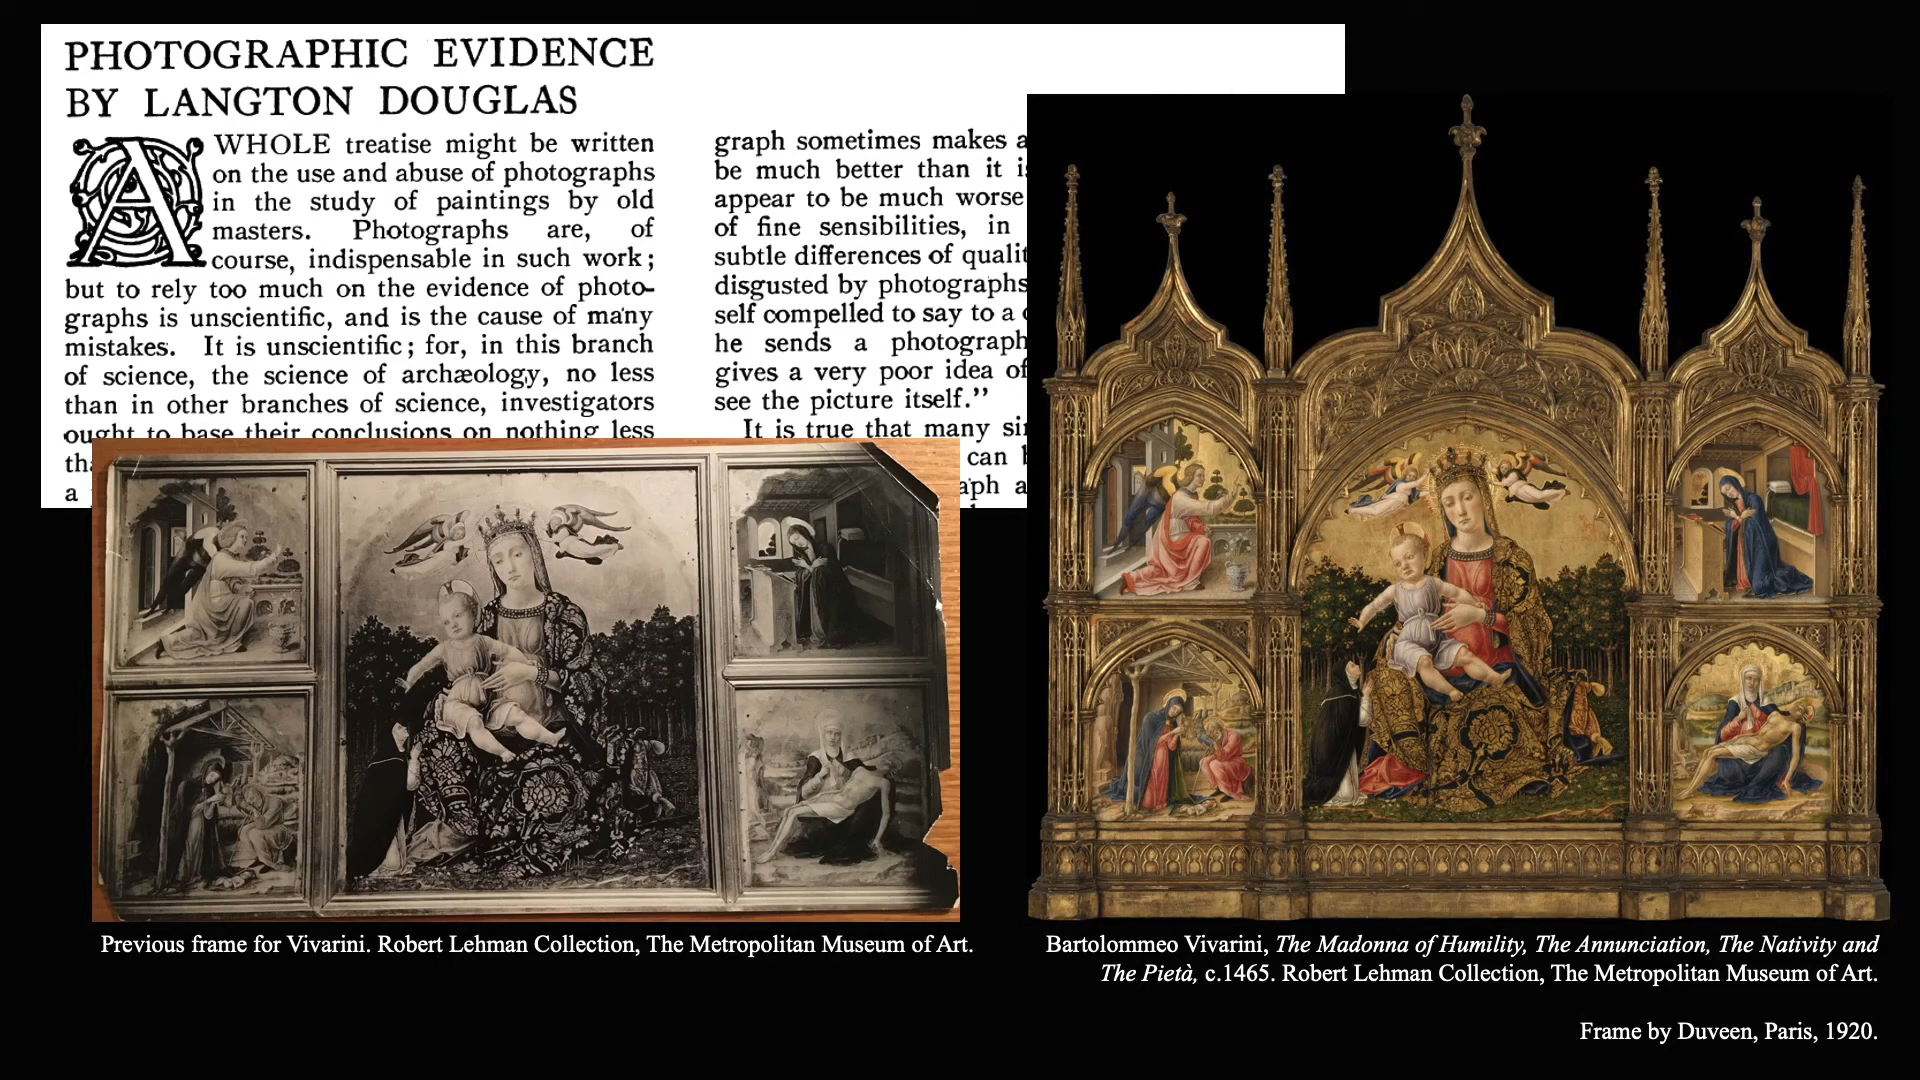 PHOTOGRAPHIC EVIDENCE
BY LANGTON DOUGLAS
A WHOLE treatise might be written
on the use and abuse of photographs
in the study of paintings by old
masters. Photographs are, of
course, indispensable in such work;
but to rely too much on the evidence of photo-
graphs is unscientific, and is the cause of many
mistakes. It is unscientific; for, in this branch
of science, the science of archæology, no less
than in other branches of science, investigators
ought to base their conclusions on nothing less
a
graph sometimes makes a
be much better than it
appear to be much worse
of fine sensibilities, in
subtle differences of
disgusted by photographs
self compelled to say to a
he sends a photograph
gives a very poor idea of
see the picture itself."
It is true that many
can
a
Previous frame for Vivarini. Robert Lehman Collection, The Metropolitan Museum of Art.
Bartolommeo Vivarini, The Madonna of Humility, The Annunciation, The Nativity and
The Pietà, c.1465. Robert Lehman Collection, The Metropolitan Museum of Art.
Frame by Duveen, Paris, 1920.